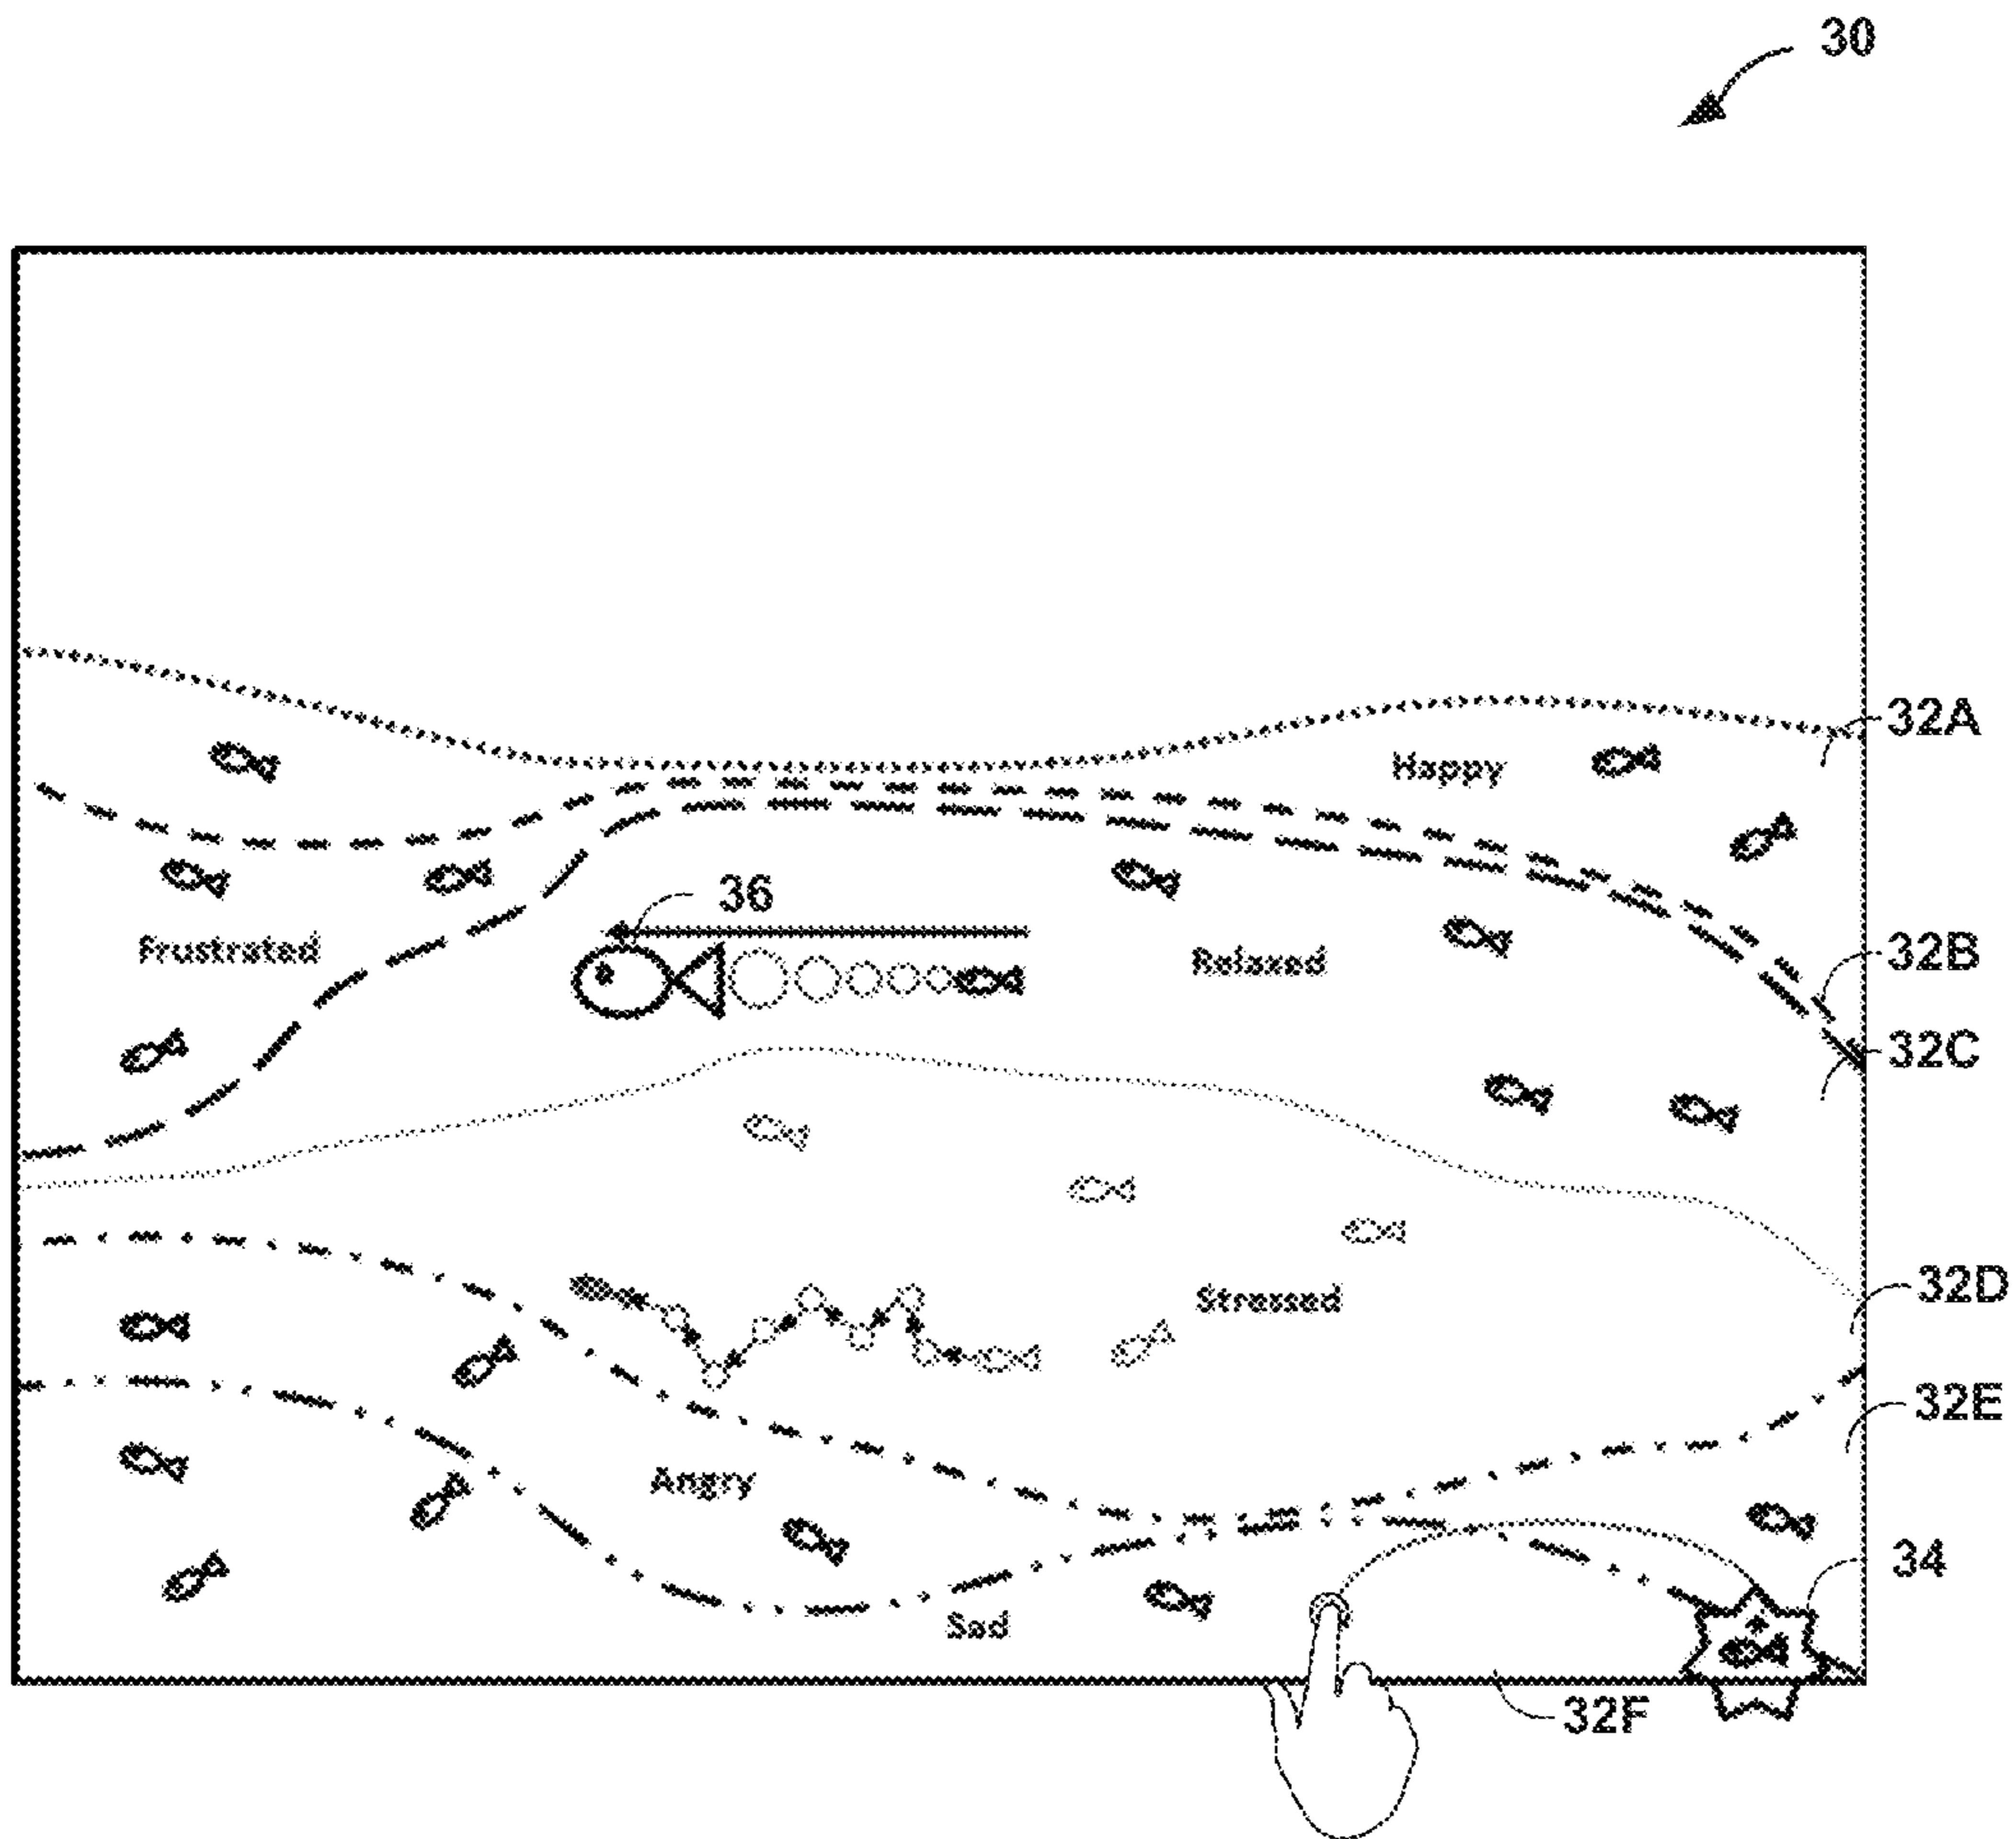 30
32A
Happy
36
Frustrated
Relaxed
32B
32C
32D
Stressed
32E
Angry
34
Sad
32F